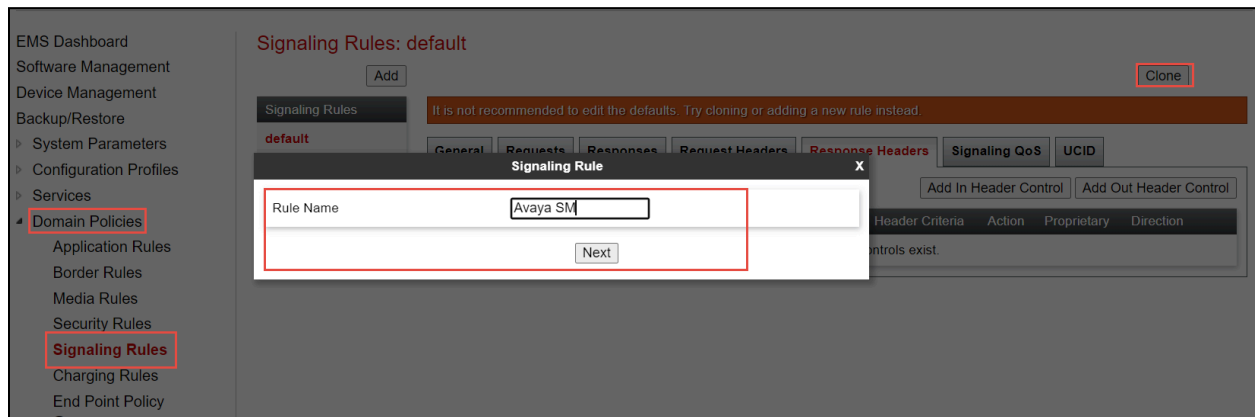 EMS Dashboard
Software Management
Device Management
Backup/Restore
System Parameters
Configuration Profiles
Services
Domain Policies
Application Rules
Border Rules
Media Rules
Security Rules
Signaling Rules
Charging Rules
End Point Policy
Signaling Rules: default
Add
Clone
Signaling Rules
default
It is not recommended to edit the defaults. Try cloning or adding a new rule instead.
General Requests Responses Request Headers Response Headers Signaling QoS UCID
Add In Header Control Add Out Header Control
Header Criteria Action Proprietary Direction
exist.
Signaling Rule X
Rule Name Avaya SM
Next